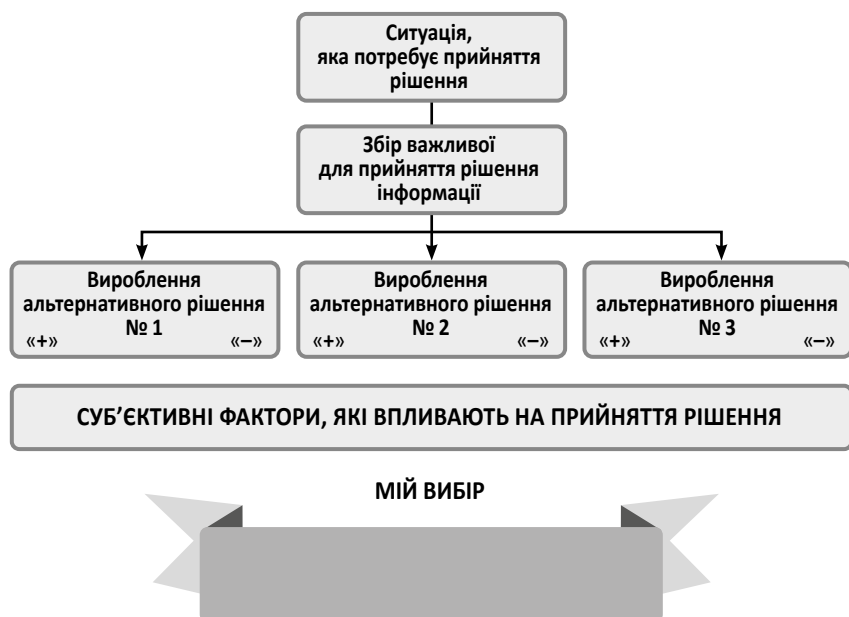 Ситуація,
яка потребує прийняття
рішення
Збір важливої
для прийняття рішення
інформації
Вироблення
альтернативного рішення
№ 1
«+» «–»
Вироблення
альтернативного рішення
№ 2
«+» «–»
Вироблення
альтернативного рішення
№ 3
«+» «–»
СУБ’ЄКТИВНІ ФАКТОРИ, ЯКІ ВПЛИВАЮТЬ НА ПРИЙНЯТТЯ РІШЕННЯ
МІЙ ВИБІР